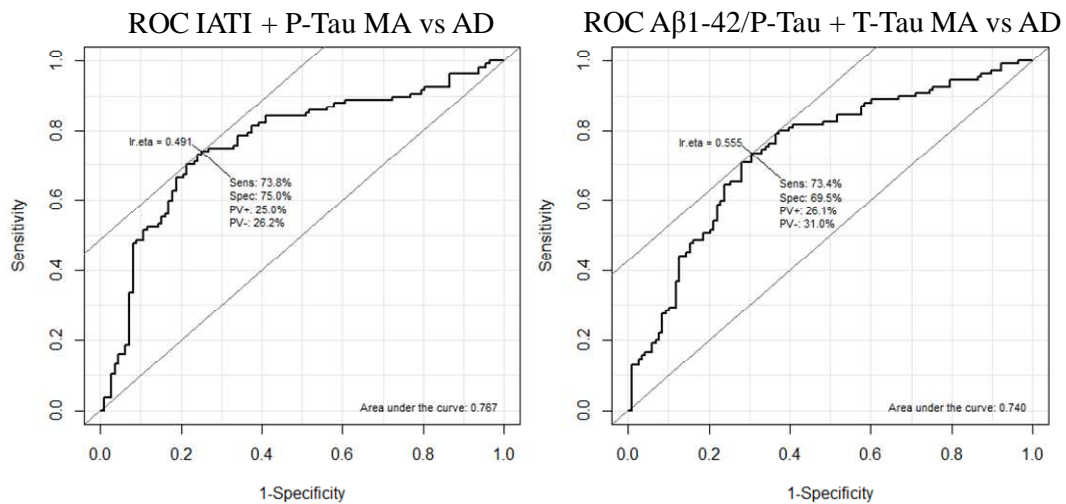 ROC IATI + P-Tau MA vs AD
1.0
0.8
0.6
0.4
0.2
0.0
Sensitivity
lr.eta = 0.491
Sens: 73.8%
Spec: 75.0%
PV+: 25.0%
PV-: 26.2%
Area under the curve: 0.767
0.0 0.2 0.4 0.6 0.8 1.0
1-Specificity
ROC Aβ1-42/P-Tau + T-Tau MA vs AD
1.0
0.8
0.6
0.4
0.2
0.0
Sensitivity
lr.eta = 0.555
Sens: 73.4%
Spec: 69.5%
PV+: 26.1%
PV-: 31.0%
Area under the curve: 0.740
0.0 0.2 0.4 0.6 0.8 1.0
1-Specificity